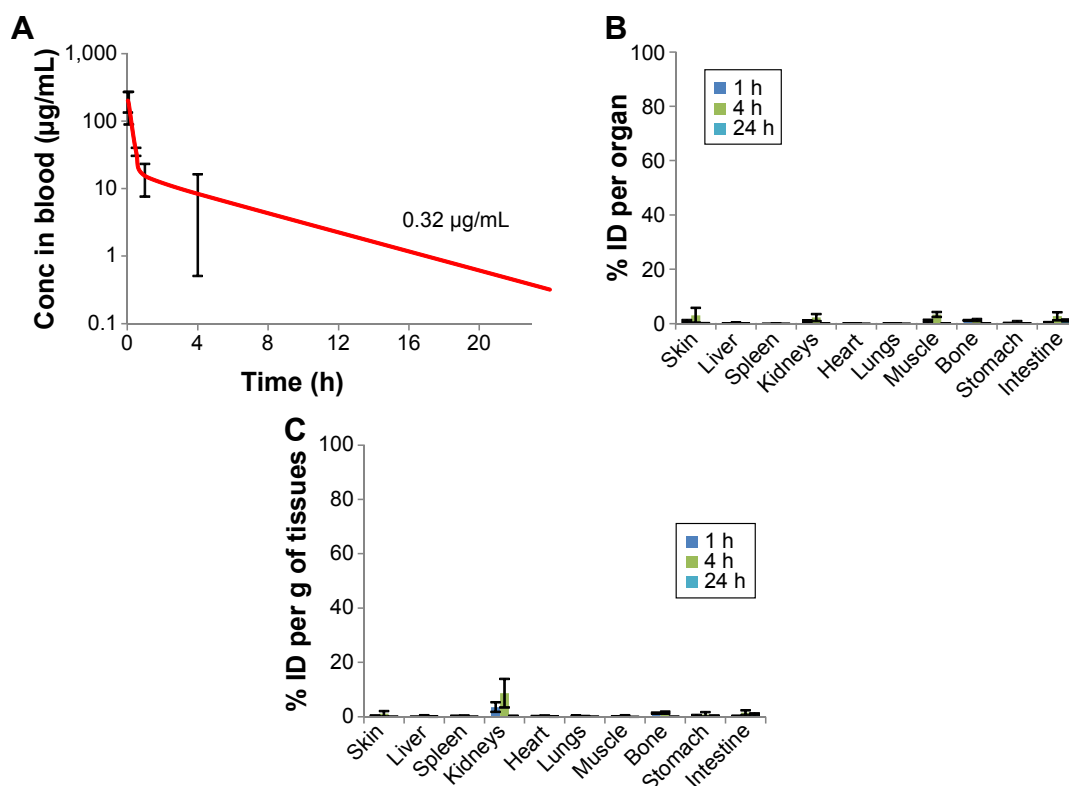 A
Conc in blood (µg/mL)
1,000
100
10
1
0.1
0.32 µg/mL
0
4
8
12
16
20
Time (h)
B
% ID per organ
100
80
60
40
20
0
1 h
4 h
24 h
Skin
Liver
Spleen
Kidneys
Heart
Lungs
Muscle
Bone
Stomach
Intestine
C
% ID per g of tissues
100
80
60
40
20
0
1 h
4 h
24 h
Skin
Liver
Spleen
Kidneys
Heart
Lungs
Muscle
Bone
Stomach
Intestine